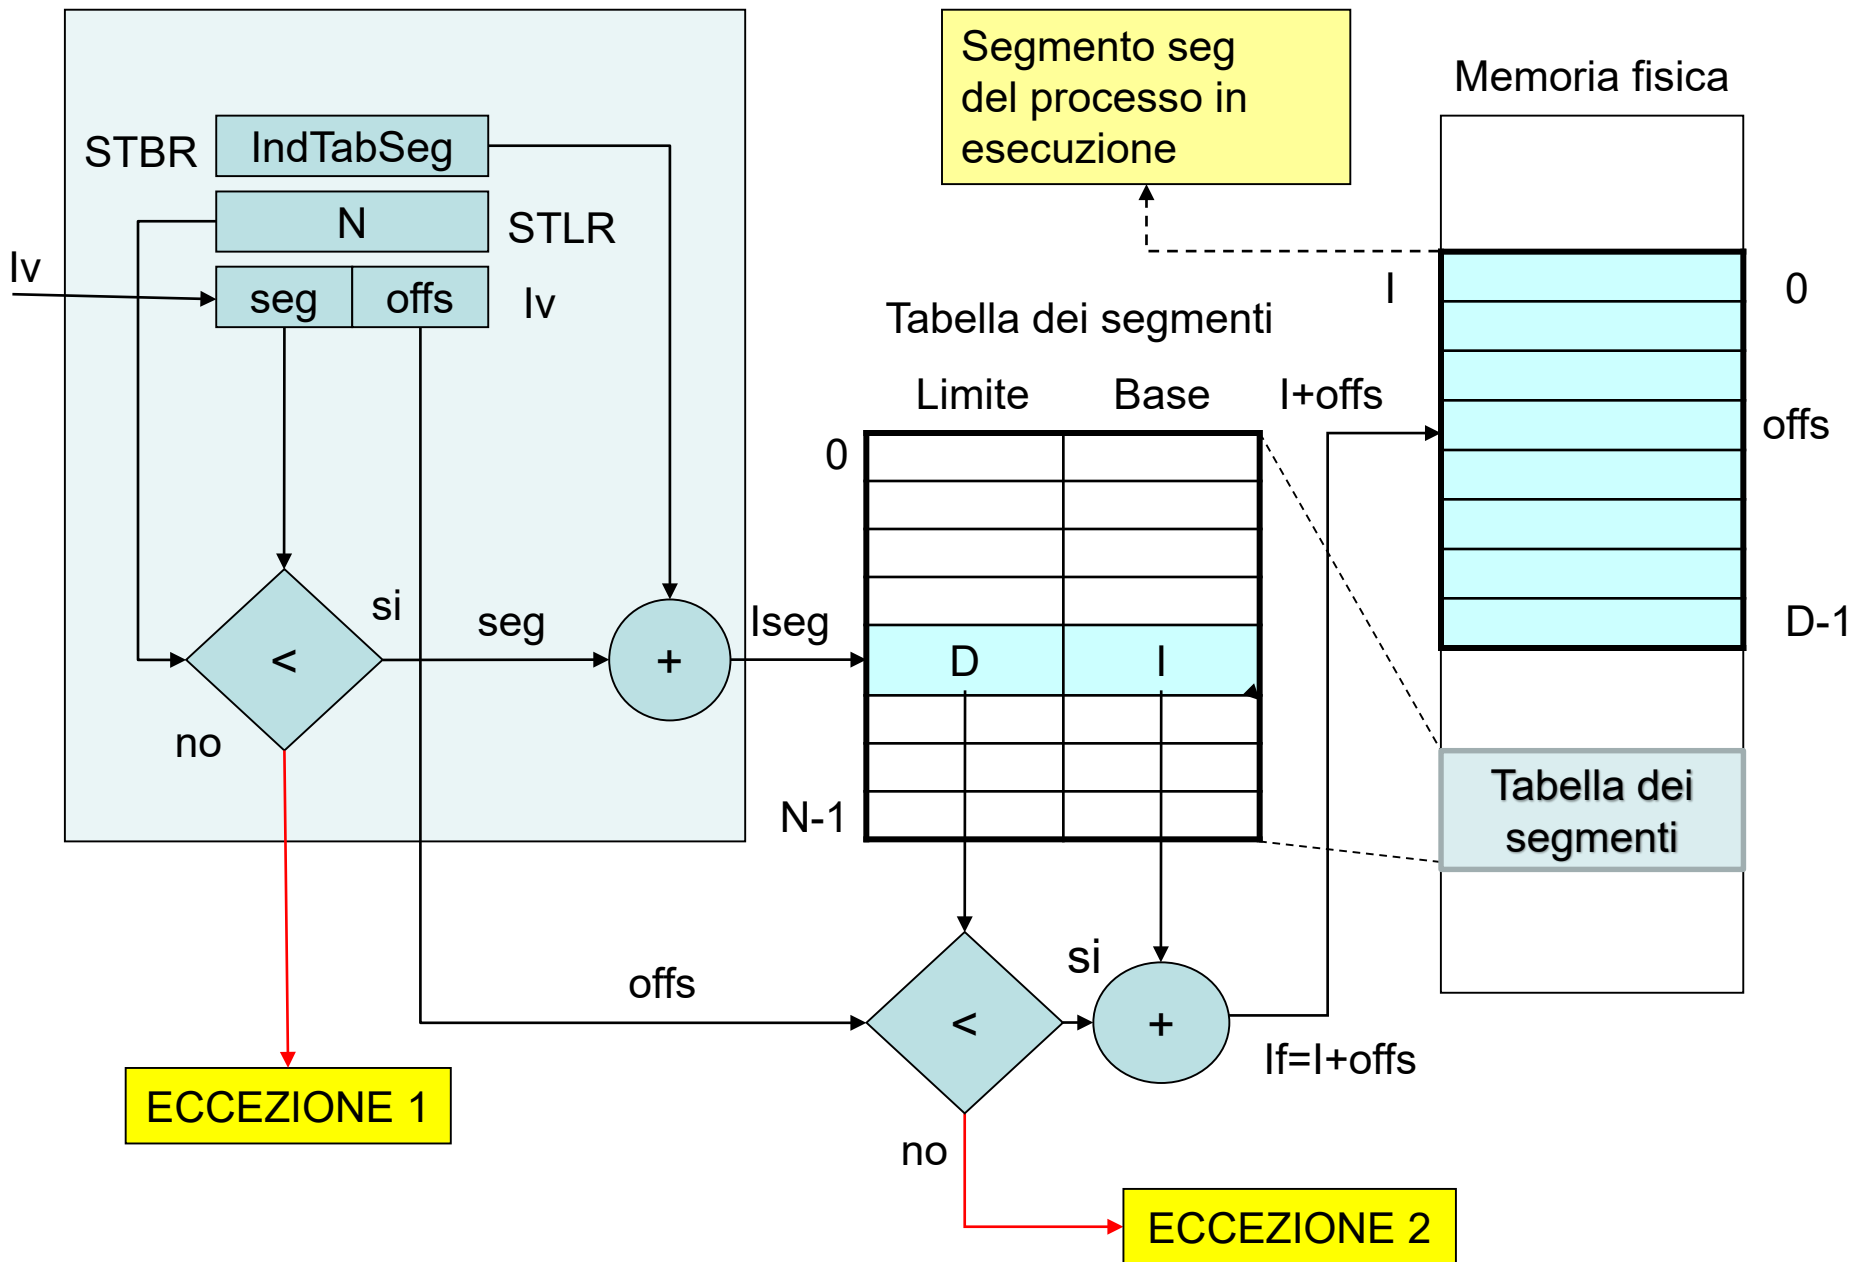 Segmento seg
del processo in
esecuzione
Memoria fisica
STBR
IndTabSeg
N
STLR
Iv
seg
offs
Iv
I
0
Tabella dei segmenti
Limite
Base
I+offs
offs
0
si
seg
Iseg
D-1
<
+
D
I
no
N-1
Tabella dei
segmenti
offs
si
<
+
If=I+offs
ECCEZIONE 1
no
ECCEZIONE 2